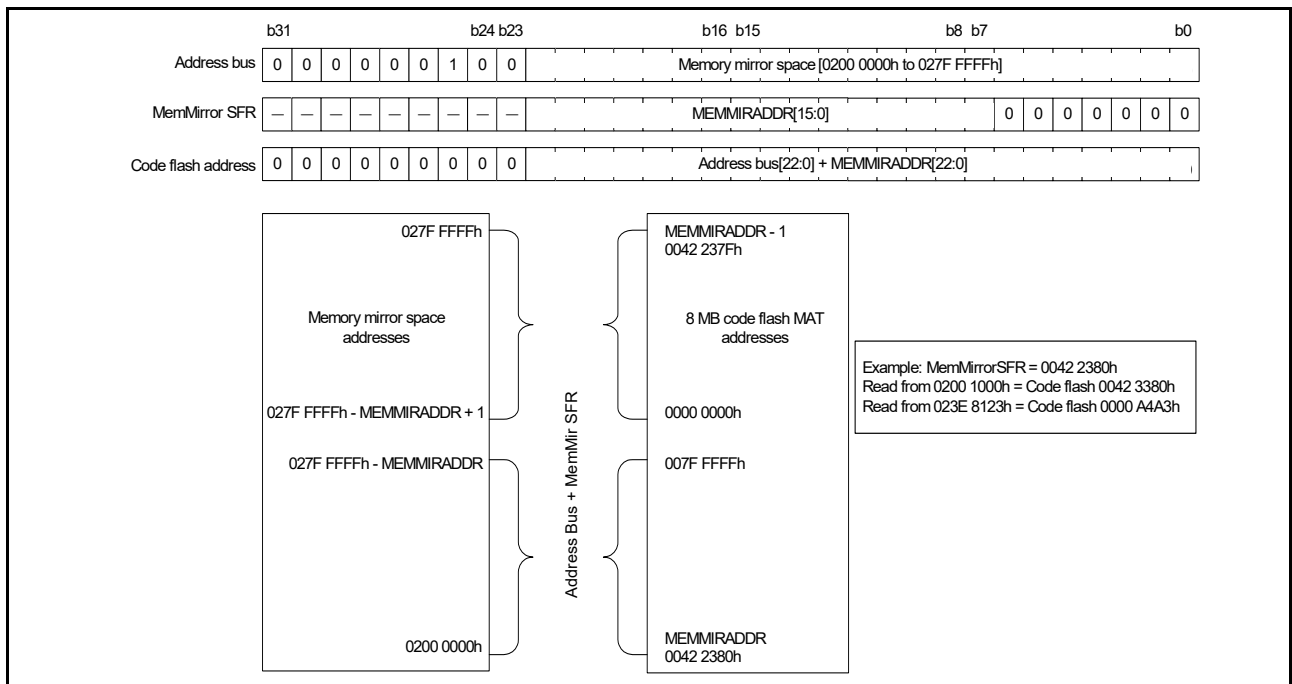 b31 b24 b23 b16 b15 b8 b7 b0
Address bus 0 0 0 0 0 0 1 0 0 Memory mirror space [0200 0000h to 027F FFFFh]
MemMirror SFR — — — — — — — — — MEMMIRADDR[15:0] 0 0 0 0 0 0 0
Code flash address 0 0 0 0 0 0 0 0 0 Address bus[22:0] + MEMMIRADDR[22:0]
027F FFFFh
Memory mirror space
addresses
027F FFFFh - MEMMIRADDR + 1
027F FFFFh - MEMMIRADDR
0200 0000h
Address Bus + MemMir SFR
MEMMIRADDR - 1
0042 237Fh
8 MB code flash MAT
addresses
0000 0000h
007F FFFFh
MEMMIRADDR
0042 2380h
Example: MemMirrorSFR = 0042 2380h
Read from 0200 1000h = Code flash 0042 3380h
Read from 023E 8123h = Code flash 0000 A4A3h